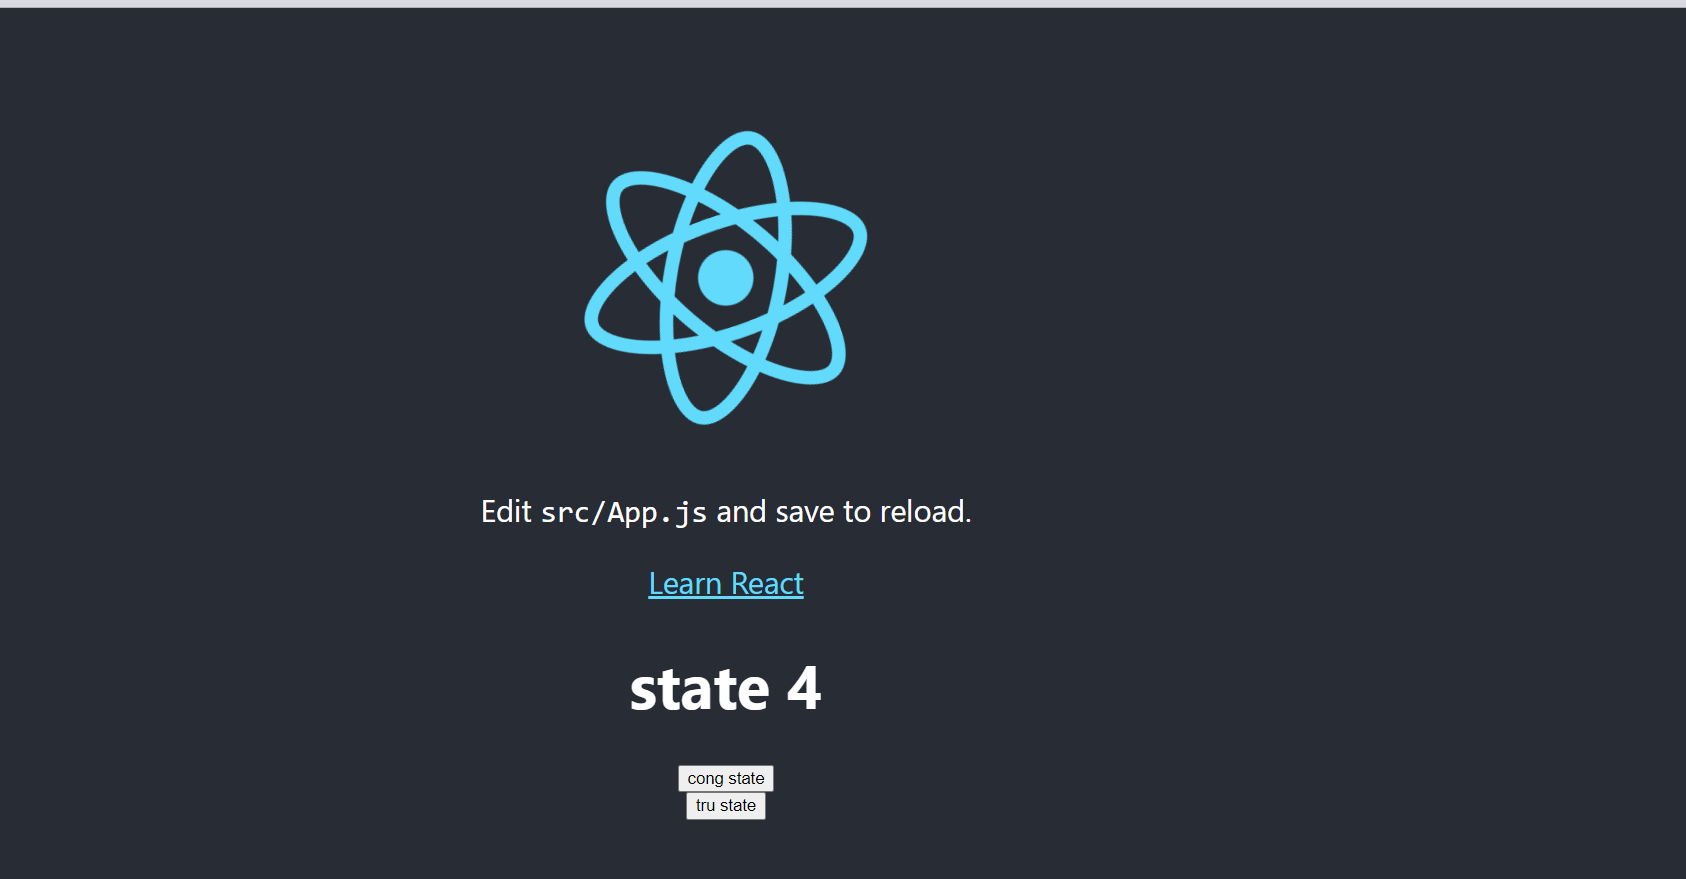 Edit src/App.js and save to reload.
Learn React
state 4
cong state
tru state